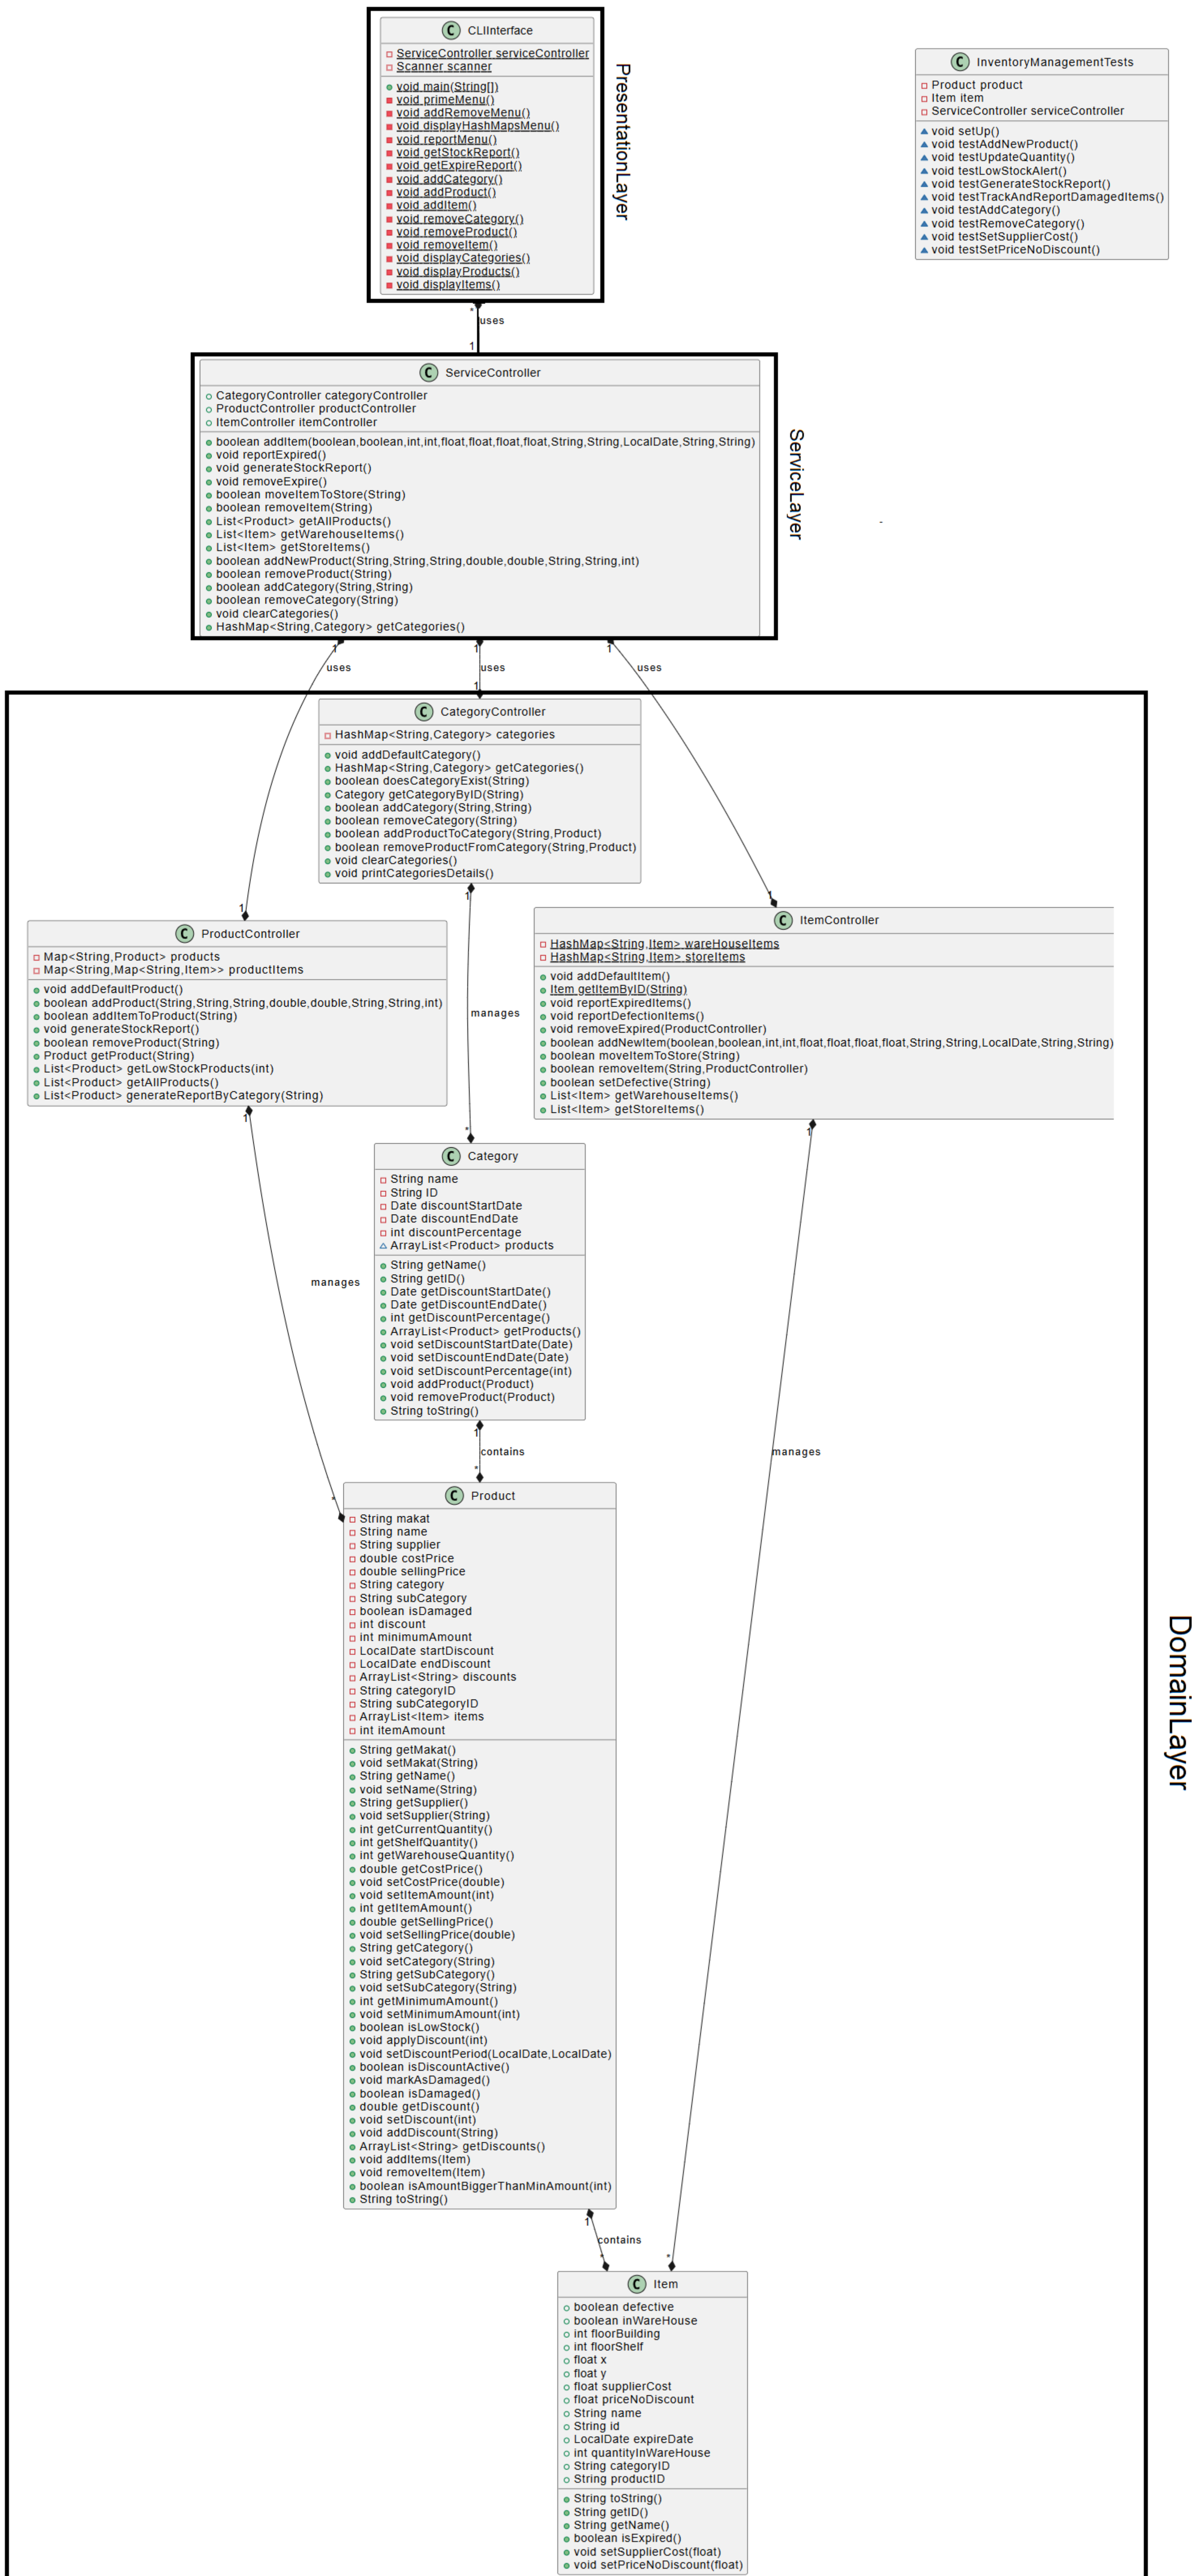 CLIInterface
ServiceController serviceController
Scanner scanner
void main(String[])
void primeMenu()
void addRemoveMenu()
void displayHashMapsMenu()
void reportMenu()
void getStockReport()
void getExpireReport()
void addCategory()
void addProduct()
void addItem()
void removeCategory()
void removeProduct()
void removeItem()
void displayCategories()
void displayProducts()
void displayItems()
PresentationLayer
InventoryManagementTests
Product product
Item item
ServiceController serviceController
void setUp()
void testAddNewProduct()
void testUpdateQuantity()
void testLowStockAlert()
void testGenerateStockReport()
void testTrackAndReportDamagedItems()
void testAddCategory()
void testRemoveCategory()
void testSetSupplierCost()
void testSetPriceNoDiscount()
*
uses
1
ServiceController
CategoryController categoryController
ProductController productController
ItemController itemController
boolean addItem(boolean,boolean,int,int,float,float,float,float,String,String,LocalDate,String,String)
void reportExpired()
void generateStockReport()
void removeExpire()
boolean moveItemToStore(String)
boolean removeItem(String)
List<Product> getAllProducts()
List<Item> getWarehouseItems()
List<Item> getStoreItems()
boolean addNewProduct(String,String,String,double,double,String,String,int)
boolean removeProduct(String)
boolean addCategory(String,String)
boolean removeCategory(String)
void clearCategories()
HashMap<String,Category> getCategories()
ServiceLayer
-
1 1 1
uses uses uses
1
CategoryController
HashMap<String,Category> categories
void addDefaultCategory()
HashMap<String,Category> getCategories()
boolean doesCategoryExist(String)
Category getCategoryByID(String)
boolean addCategory(String,String)
boolean removeCategory(String)
boolean addProductToCategory(String,Product)
boolean removeProductFromCategory(String,Product)
void clearCategories()
void printCategoriesDetails()
1
ProductController
Map<String,Product> products
Map<String,Map<String,Item>> productItems
void addDefaultProduct()
boolean addProduct(String,String,String,double,double,String,String,int)
boolean addItemToProduct(String)
void generateStockReport()
boolean removeProduct(String)
Product getProduct(String)
List<Product> getLowStockProducts(int)
List<Product> getAllProducts()
List<Product> generateReportByCategory(String)
1
manages
1
ItemController
HashMap<String,Item> wareHouseItems
HashMap<String,Item> storeItems
void addDefaultItem()
Item getItemByID(String)
void reportExpiredItems()
void reportDefectionItems()
void removeExpired(ProductController)
boolean addNewItem(boolean,boolean,int,int,float,float,float,float,String,String,LocalDate,String,String)
boolean moveItemToStore(String)
boolean removeItem(String,ProductController)
boolean setDefective(String)
List<Item> getWarehouseItems()
List<Item> getStoreItems()
1
*
1
Category
String name
String ID
Date discountStartDate
Date discountEndDate
int discountPercentage
ArrayList<Product> products
String getName()
String getID()
Date getDiscountStartDate()
Date getDiscountEndDate()
int getDiscountPercentage()
ArrayList<Product> getProducts()
void setDiscountStartDate(Date)
void setDiscountEndDate(Date)
void setDiscountPercentage(int)
void addProduct(Product)
void removeProduct(Product)
String toString()
manages
1
contains
manages
*
*
Product
String makat
String name
String supplier
double costPrice
double sellingPrice
String category
String subCategory
boolean isDamaged
int discount
int minimumAmount
LocalDate startDiscount
LocalDate endDiscount
ArrayList<String> discounts
String categoryID
String subCategoryID
ArrayList<Item> items
int itemAmount
String getMakat()
void setMakat(String)
String getName()
void setName(String)
String getSupplier()
void setSupplier(String)
int getCurrentQuantity()
int getShelfQuantity()
int getWarehouseQuantity()
double getCostPrice()
void setCostPrice(double)
void setItemAmount(int)
int getItemAmount()
double getSellingPrice()
void setSellingPrice(double)
String getCategory()
void setCategory(String)
String getSubCategory()
void setSubCategory(String)
int getMinimumAmount()
void setMinimumAmount(int)
boolean isLowStock()
void applyDiscount(int)
void setDiscountPeriod(LocalDate,LocalDate)
boolean isDiscountActive()
void markAsDamaged()
boolean isDamaged()
double getDiscount()
void setDiscount(int)
void addDiscount(String)
ArrayList<String> getDiscounts()
void addItems(Item)
void removeItem(Item)
boolean isAmountBiggerThanMinAmount(int)
String toString()
DomainLayer
1
contains
* *
Item
boolean defective
boolean inWareHouse
int floorBuilding
int floorShelf
float x
float y
float supplierCost
float priceNoDiscount
String name
String id
LocalDate expireDate
int quantityInWareHouse
String categoryID
String productID
String toString()
String getID()
String getName()
boolean isExpired()
void setSupplierCost(float)
void setPriceNoDiscount(float)